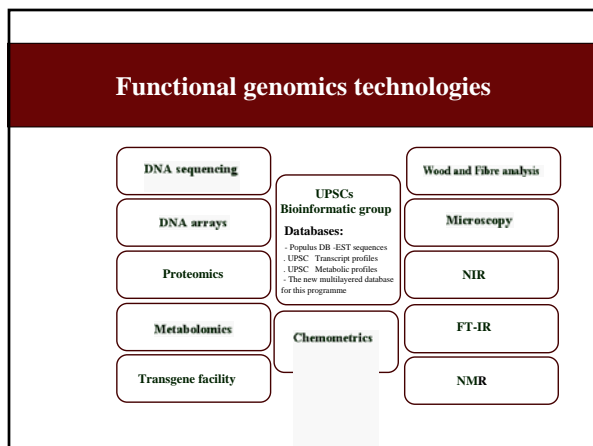 Functional genomics technologies
DNA sequencing
DNA arrays
Proteomics
Metabolomics
Transgene facility
UPSCs
Bioinformatic group
Databases:
- Populus DB -EST sequences
. UPSC Transcript profiles
. UPSC Metabolic profiles
- The new multilayered database
for this programme
Chemometrics
Wood and Fibre analysis
Microscopy
NIR
FT-IR
NMR